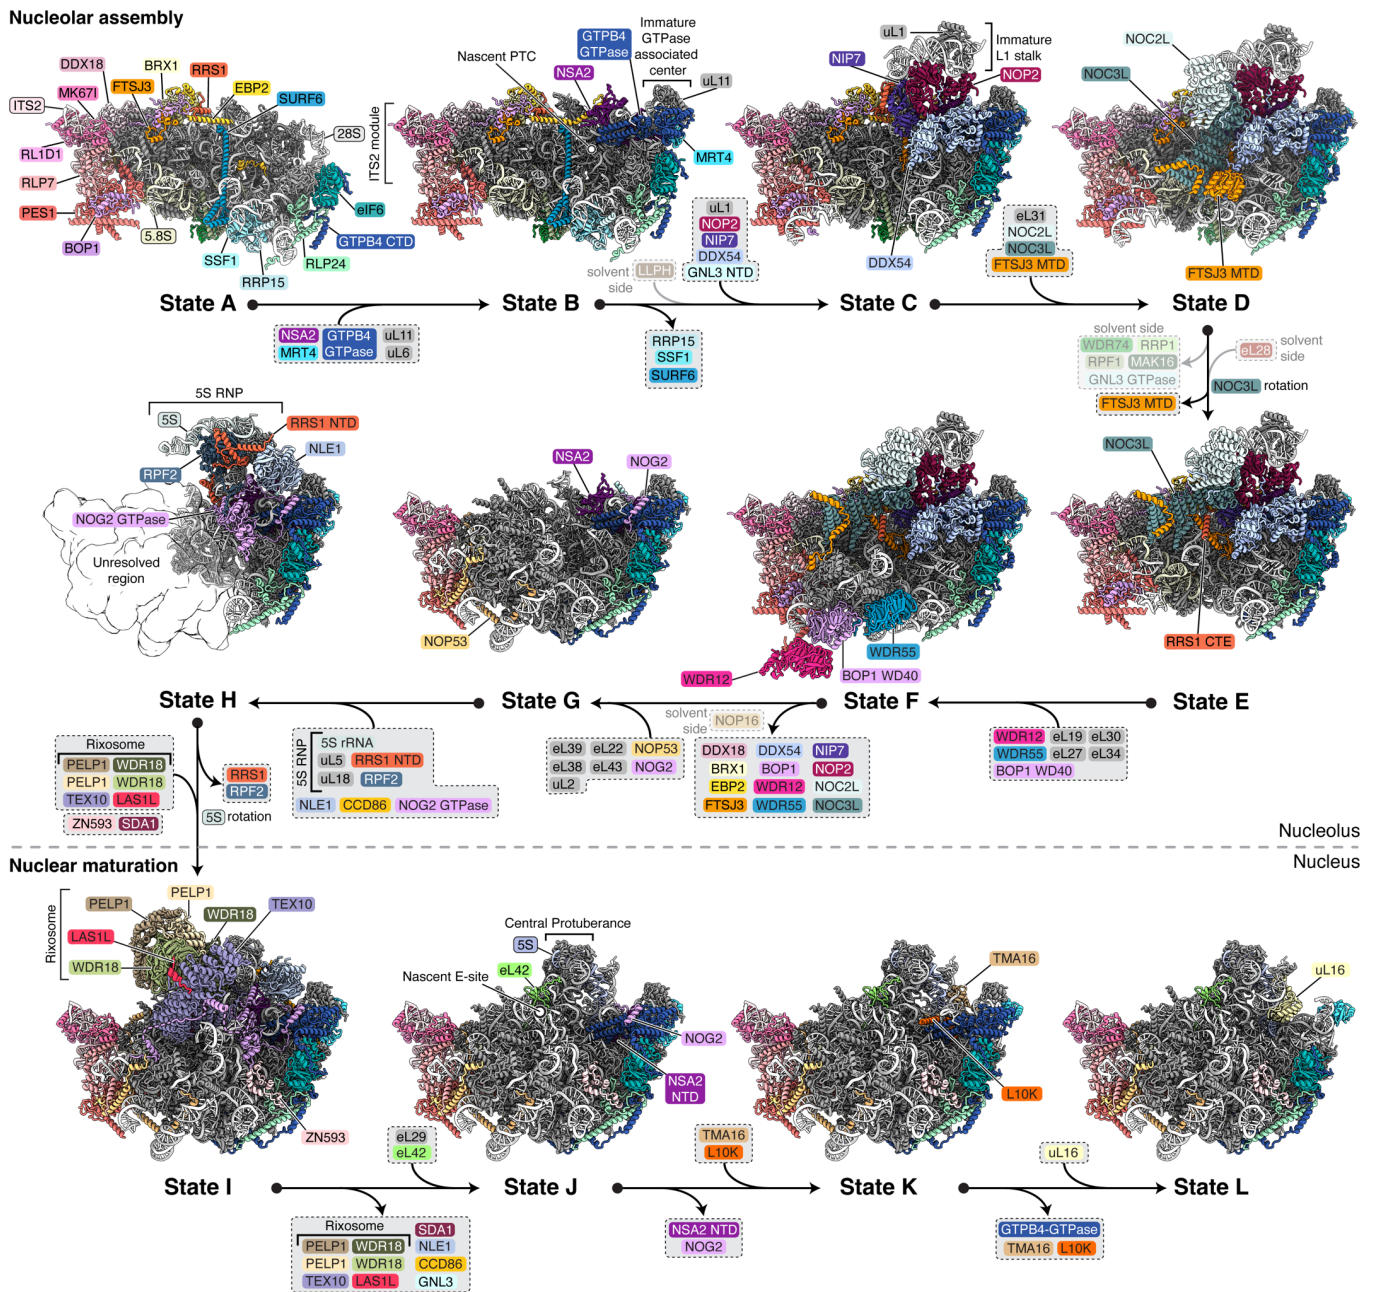 Nucleolar assembly
DDX18
BRX1
RRS1
MK67I
FTSJ3
EBP2
ITS2
SURF6
28S
RL1D1
RLP7
PES1
BOP1
5.8S
SSF1
RRP15
RLP24
eIF6
GTPB4 CTD
ITS2 module
Nascent PTC
GTPB4
GTPase
NSA2
Immature
GTPase
associated
center
uL11
MRT4
uL1
NIP7
Immature
L1 stalk
NOP2
DDX54
NOC2L
NOC3L
FTSJ3 MTD
State A
NSA2
GTPB4
GTPase
uL11
MRT4
uL6
State B
solvent
side
LLPH
uL1
NOP2
NIP7
DDX54
GNL3 NTD
RRP15
SSF1
SURF6
State C
eL31
NOC2L
NOC3L
FTSJ3 MTD
State D
solvent side
WDR74 RRP1
RPF1 MAK16
GNL3 GTPase
FTSJ3 MTD
eL28
solvent
side
NOC3L rotation
5S RNP
5S
RRS1 NTD
NLE1
RPF2
NOG2 GTPase
Unresolved
region
NSA2
NOG2
NOP53
WDR12
WDR55
BOP1 WD40
NOC3L
RRS1 CTE
State H
State G
State F
State E
Rixosome
PELP1 WDR18
PELP1 WDR18
TEX10 LAS1L
ZN593 SDA1
RRS1
RPF2
5S rotation
5S RNP
5S rRNA
uL5 RRS1 NTD
uL18 RPF2
NLE1 CCD86 NOG2 GTPase
eL39 eL22 NOP53
eL38 eL43 NOG2
uL2
solvent
side
NOP16
DDX18 DDX54 NIP7
BRX1 BOP1 NOP2
EBP2 WDR12 NOC2L
FTSJ3 WDR55 NOC3L
WDR12 eL19 eL30
WDR55 eL27 eL34
BOP1 WD40
Nucleolus
Nuclear maturation
Nucleus
Rixosome
PELP1
PELP1
WDR18
TEX10
LAS1L
WDR18
ZN593
Central Protuberance
5S
eL42
Nascent E-site
NOG2
NSA2
NTD
TMA16
L10K
uL16
State I
eL29
eL42
Rixosome
PELP1 WDR18
PELP1 WDR18
TEX10 LAS1L
SDA1
NLE1
CCD86
GNL3
State J
TMA16
L10K
NSA2 NTD
NOG2
State K
uL16
GTPB4-GTPase
TMA16 L10K
State L